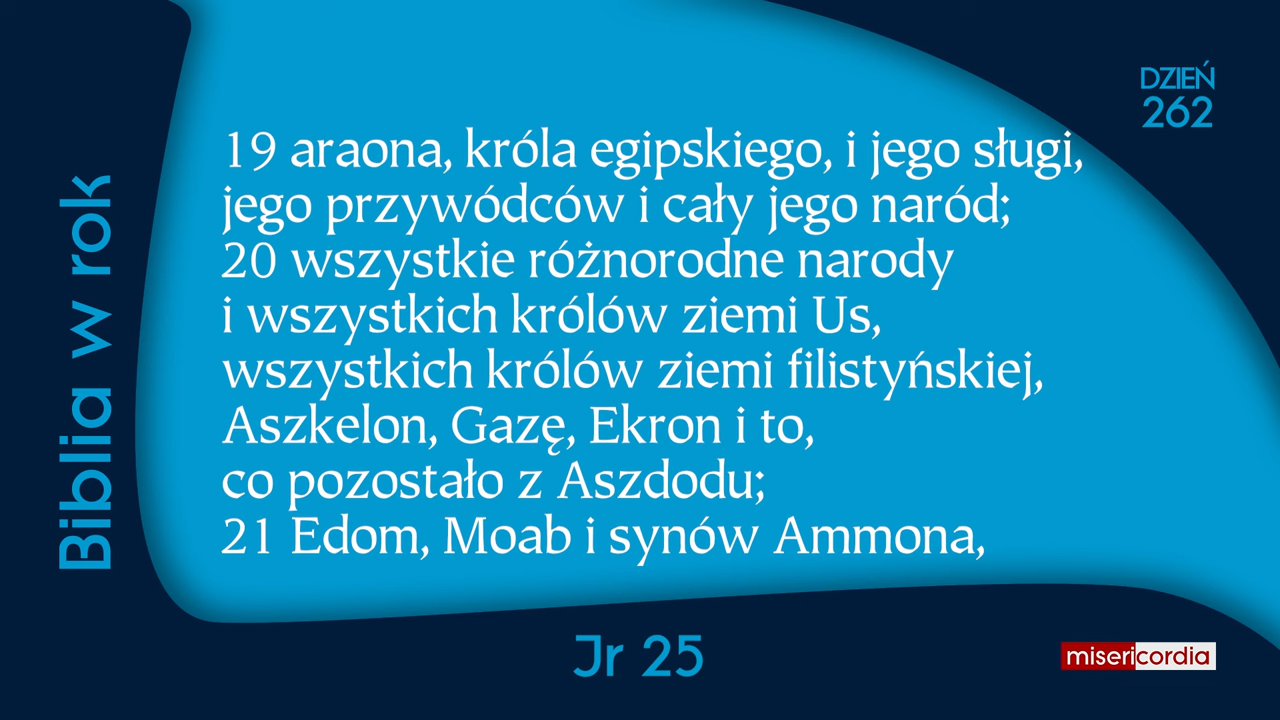 DZIEŃ
262
19 araona, króla egipskiego, i jego sługi,
jego przywódców i cały jego naród;
20 wszystkie różnorodne narody
i wszystkich królów ziemi Us,
wszystkich królów ziemi filistyńskiej,
Aszkelon, Gazę, Ekron i to,
co pozostało z Aszdodu;
21 Edom, Moab i synów Ammona,
Biblia w rok
Jr 25
misericordia